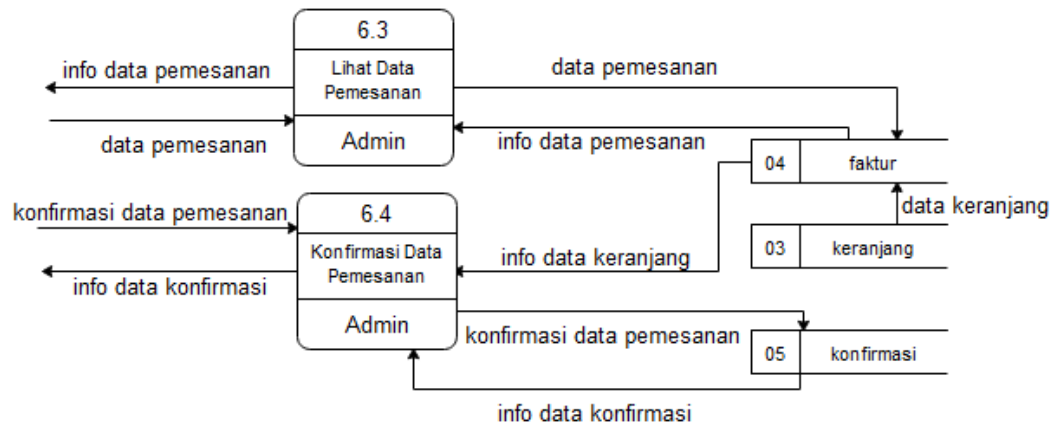 6.3
info data pemesanan
Lihat Data
Pemesanan
data pemesanan
data pemesanan
Admin
info data pemesanan
04
faktur
konfirmasi data pemesanan
6.4
data keranjang
Konfirmasi Data
Pemesanan
info data keranjang
03
keranjang
info data konfirmasi
Admin
konfirmasi data pemesanan
05
konfirmasi
info data konfirmasi